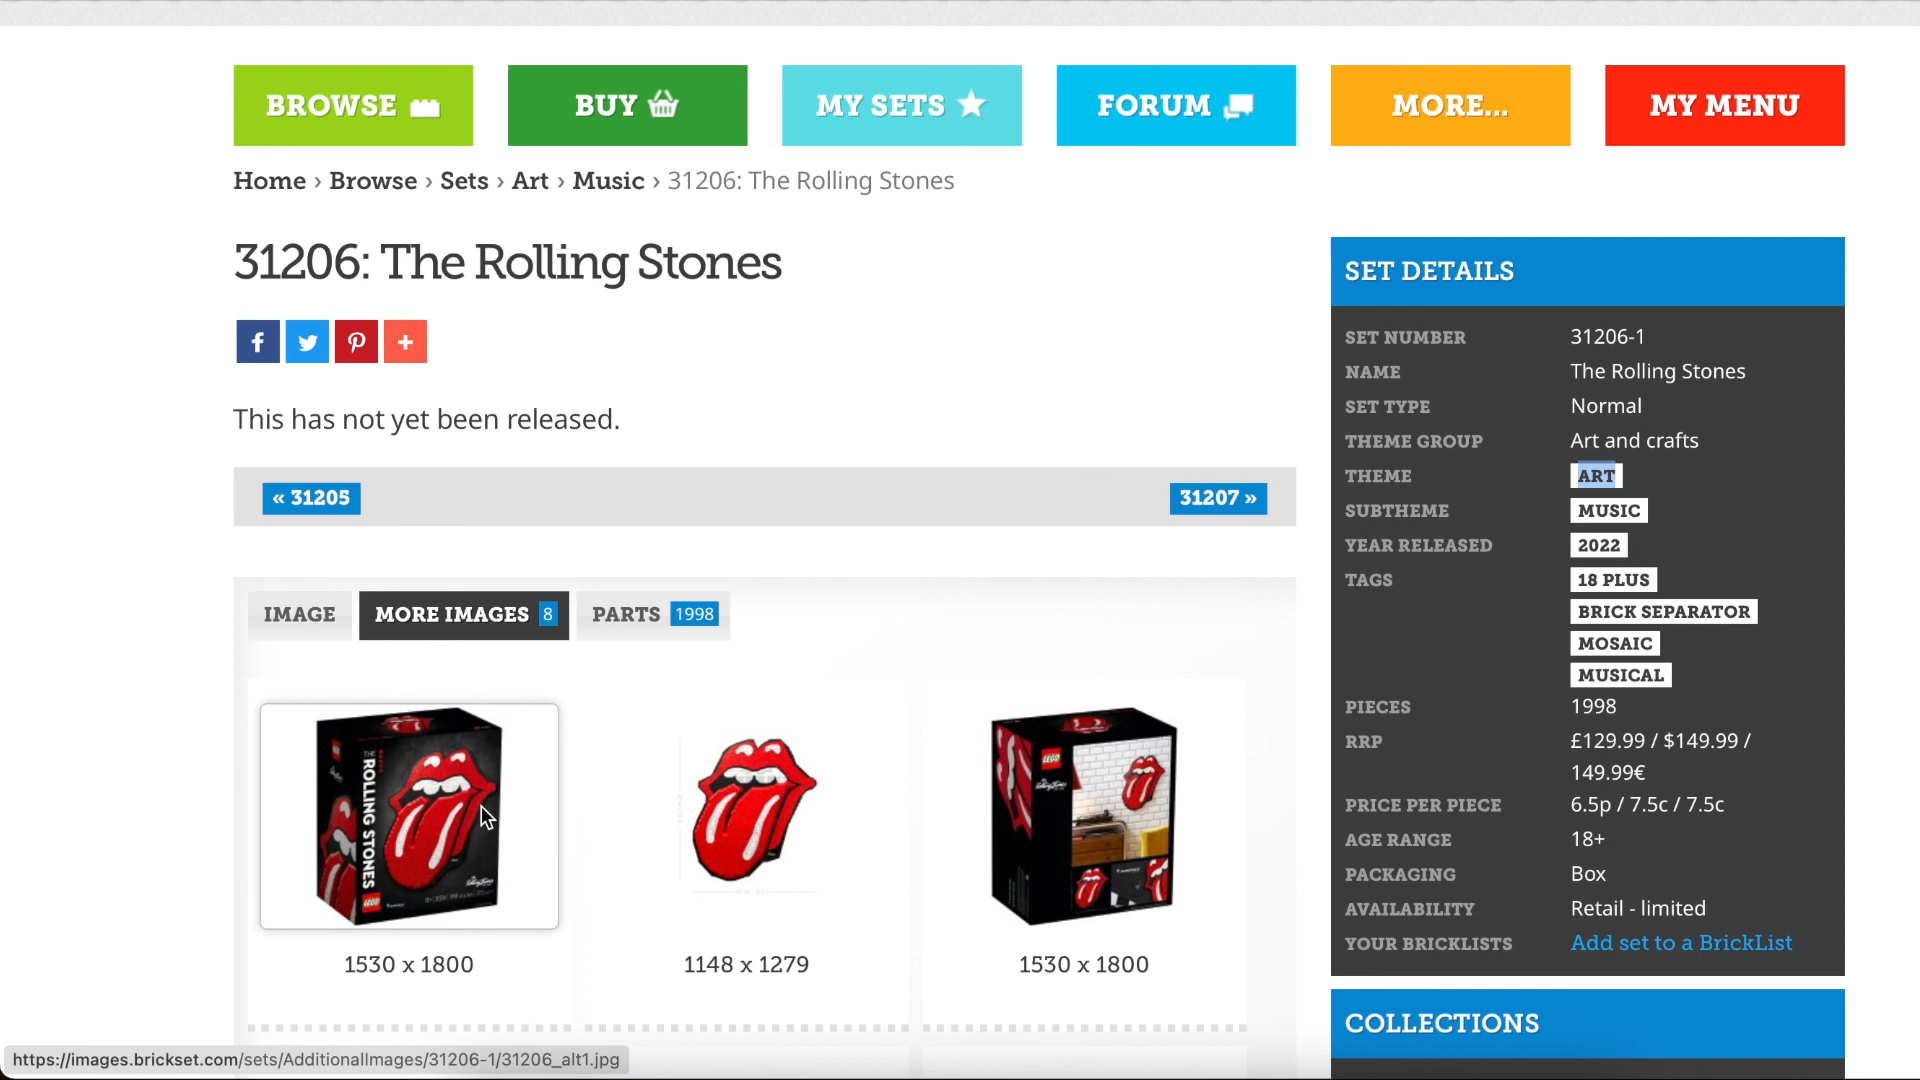 BROWSE
BUY
MY SETS
FORUM
MORE...
MY MENU
Home › Browse › Sets › Art › Music › 31206: The Rolling Stones
31206: The Rolling Stones
This has not yet been released.
« 31205
31207 »
IMAGE
MORE IMAGES 8
PARTS 1998
THE ROLLING STONES
LEGO
LEGO
1530 x 1800
1148 x 1279
1530 x 1800
SET DETAILS
SET NUMBER 31206-1
NAME The Rolling Stones
SET TYPE Normal
THEME GROUP Art and crafts
THEME ART
SUBTHEME MUSIC
YEAR RELEASED 2022
TAGS 18 PLUS
BRICK SEPARATOR
MOSAIC
MUSICAL
PIECES 1998
RRP £129.99 / $149.99 /
149.99€
PRICE PER PIECE 6.5p / 7.5c / 7.5c
AGE RANGE 18+
PACKAGING Box
AVAILABILITY Retail - limited
YOUR BRICKLISTS Add set to a BrickList
COLLECTIONS
https://images.brickset.com/sets/AdditionalImages/31206-1/31206_alt1.jpg